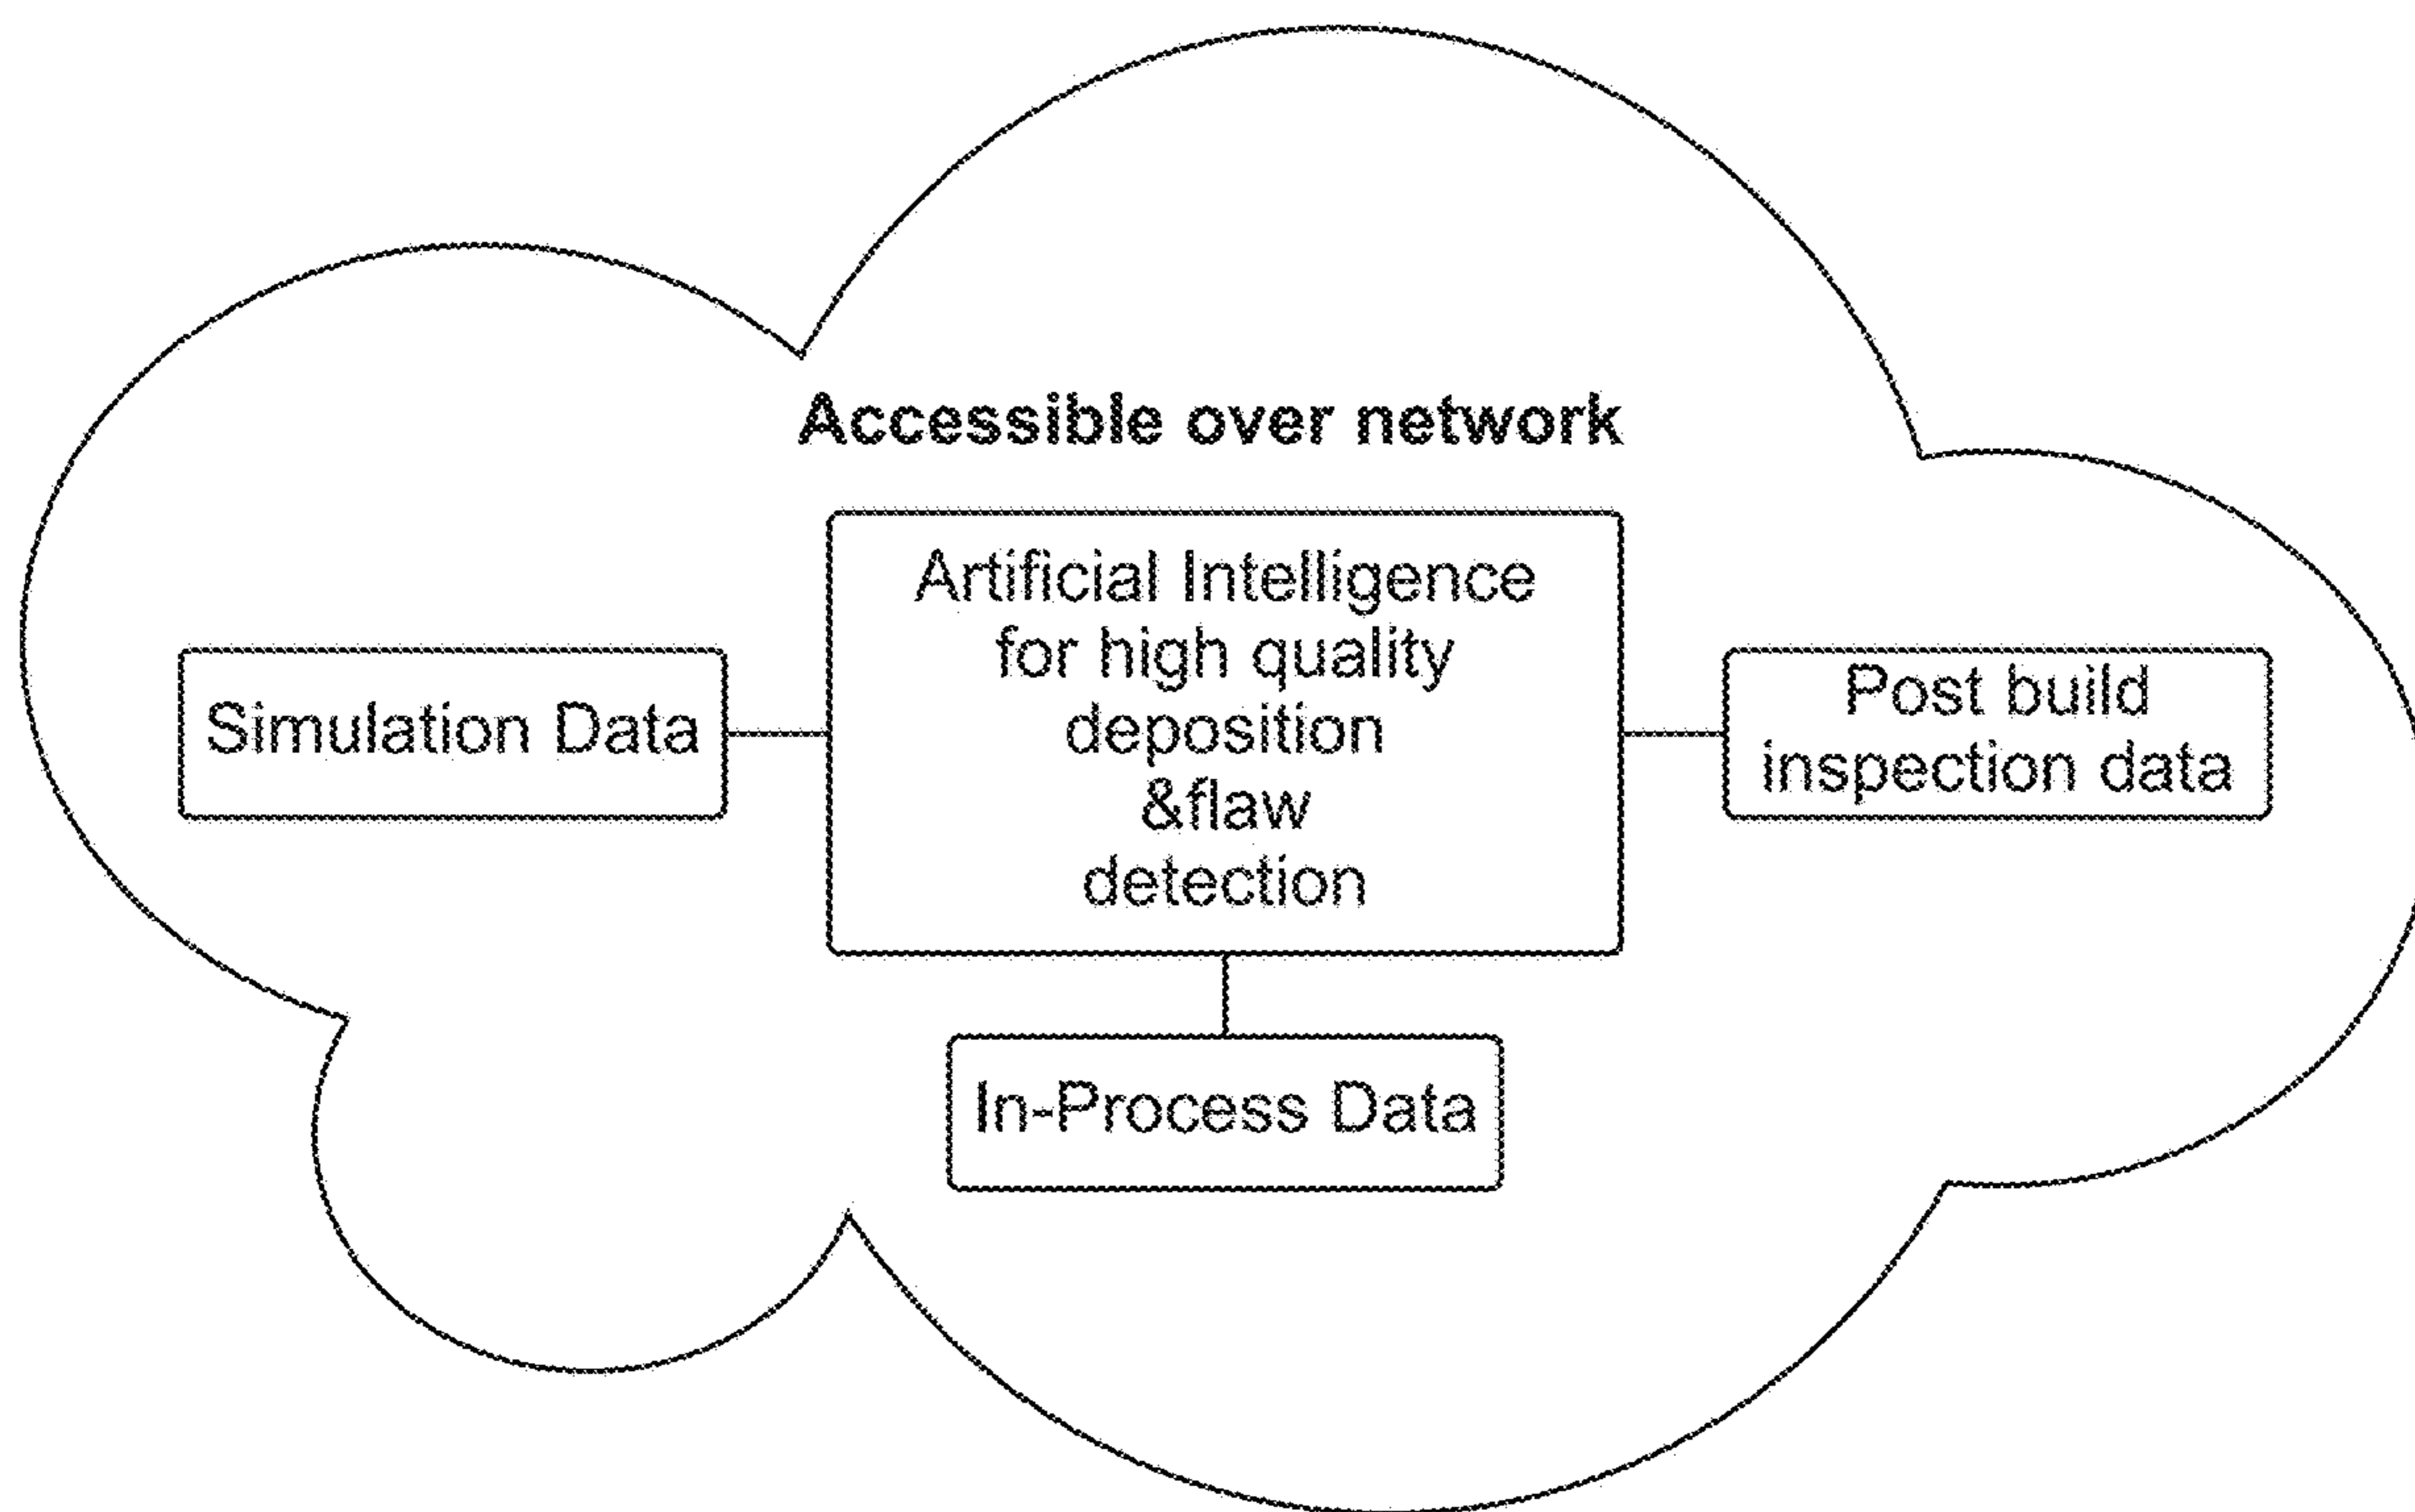 Accessible over network
Artificial Intelligence
for high quality
deposition
&flaw
detection
Simulation Data
Post build
inspection data
In-Process Data